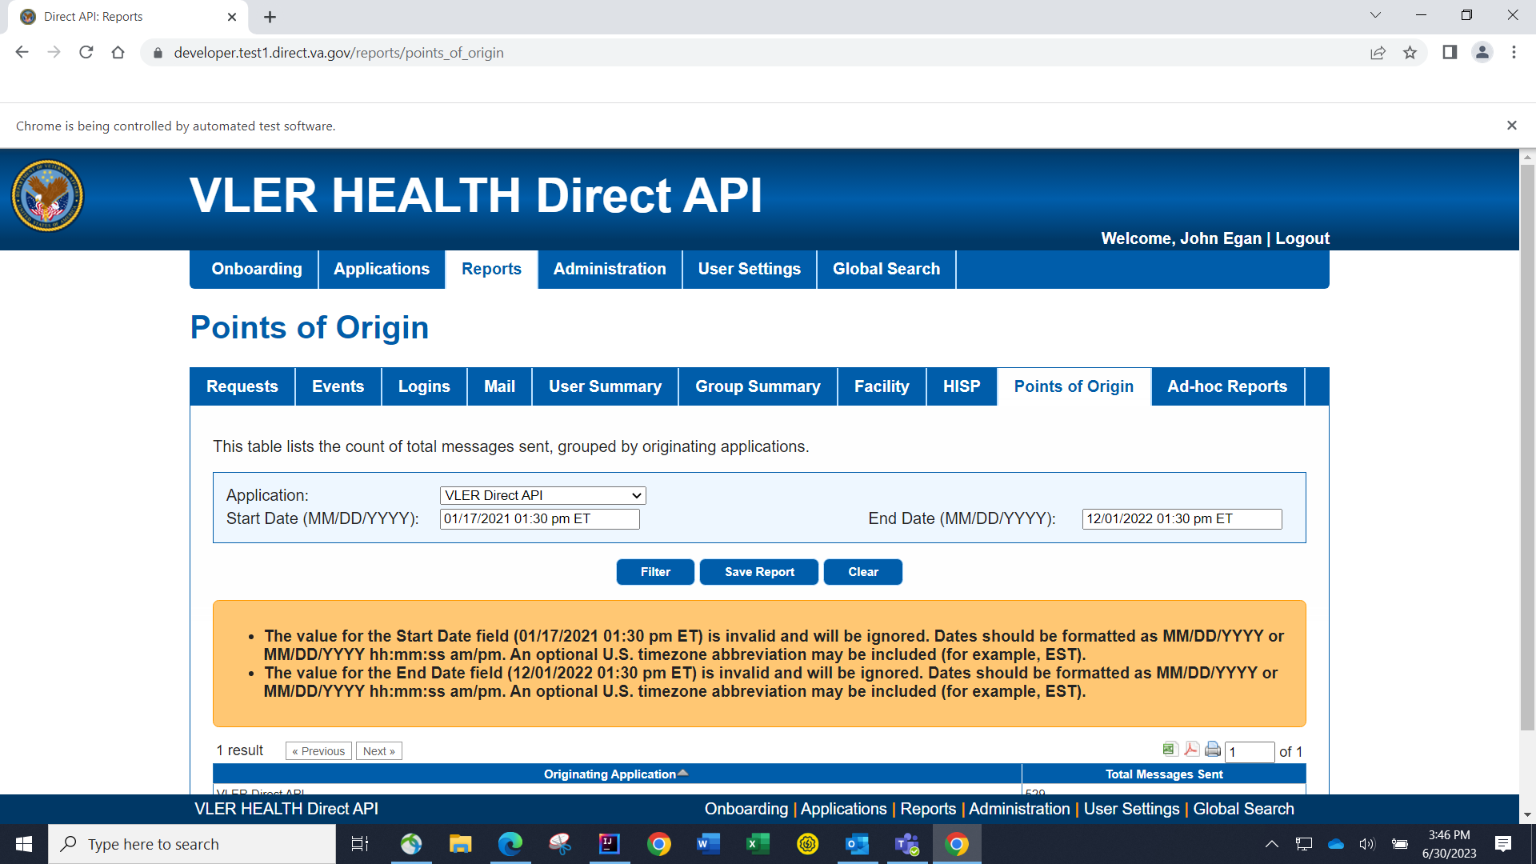 Direct API: Reports
developer.test1.direct.va.gov/reports/points_of_origin
Chrome is being controlled by automated test software.
VLER HEALTH Direct API
Welcome, John Egan | Logout
Onboarding Applications Reports Administration User Settings Global Search
Points of Origin
Requests Events Logins Mail User Summary Group Summary Facility HISP Points of Origin Ad-hoc Reports
This table lists the count of total messages sent, grouped by originating applications.
Application: VLER Direct API
Start Date (MM/DD/YYYY): 01/17/2021 01:30 pm ET End Date (MM/DD/YYYY): 12/01/2022 01:30 pm ET
Filter Save Report Clear
• The value for the Start Date field (01/17/2021 01:30 pm ET) is invalid and will be ignored. Dates should be formatted as MM/DD/YYYY or
MM/DD/YYYY hh:mm:ss am/pm. An optional U.S. timezone abbreviation may be included (for example, EST).
• The value for the End Date field (12/01/2022 01:30 pm ET) is invalid and will be ignored. Dates should be formatted as MM/DD/YYYY or
MM/DD/YYYY hh:mm:ss am/pm. An optional U.S. timezone abbreviation may be included (for example, EST).
1 result « Previous Next » 1 of 1
Originating Application Total Messages Sent
VLER Direct API 529
VLER HEALTH Direct API Onboarding | Applications | Reports | Administration | User Settings | Global Search
Type here to search
3:46 PM
6/30/2023